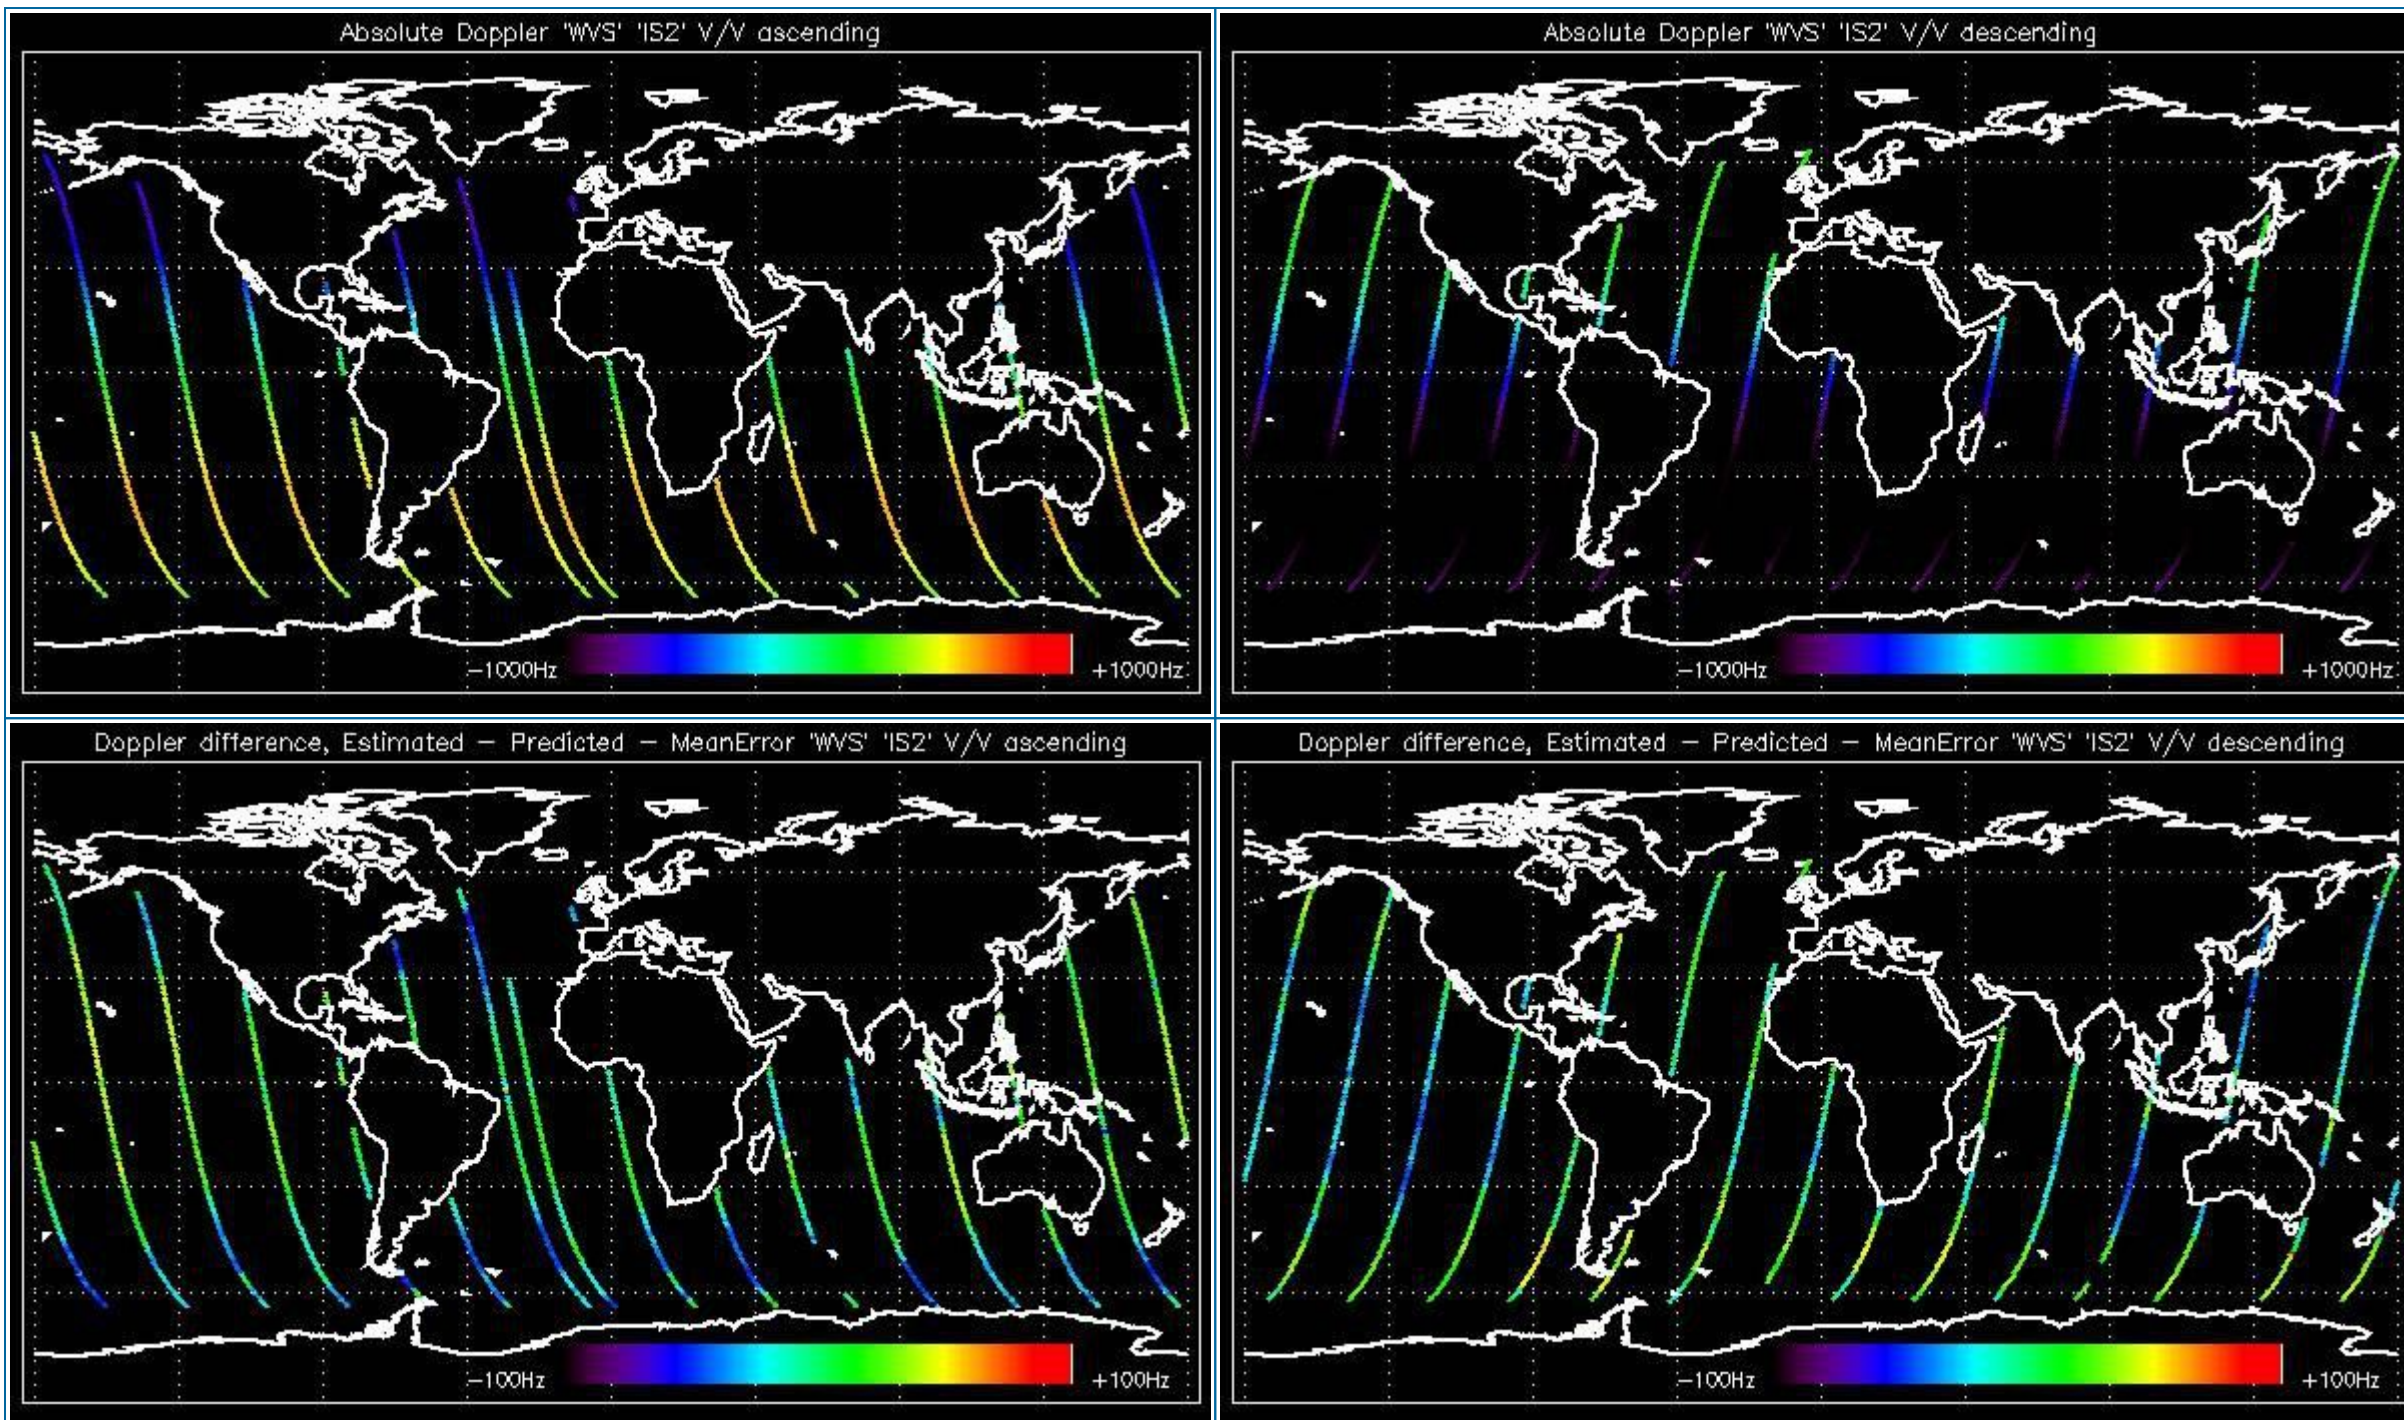 Absolute Doppler 'WVS' 'IS2' V/V ascending
-1000Hz
+1000Hz
Absolute Doppler 'WVS' 'IS2' V/V descending
-1000Hz
+1000Hz
Doppler difference, Estimated - Predicted - MeanError 'WVS' 'IS2' V/V ascending
-100Hz
+100Hz
Doppler difference, Estimated - Predicted - MeanError 'WVS' 'IS2' V/V descending
-100Hz
+100Hz